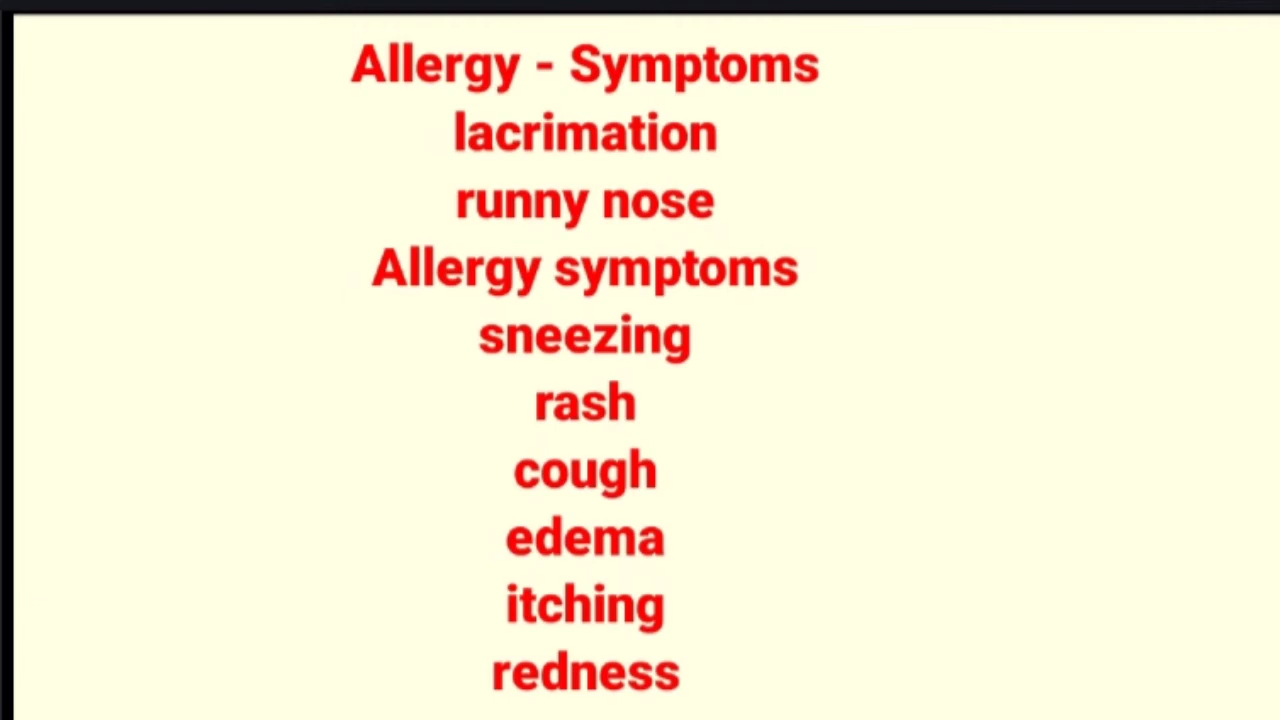 Allergy - Symptoms
lacrimation
runny nose
Allergy symptoms
sneezing
rash
cough
edema
itching
redness